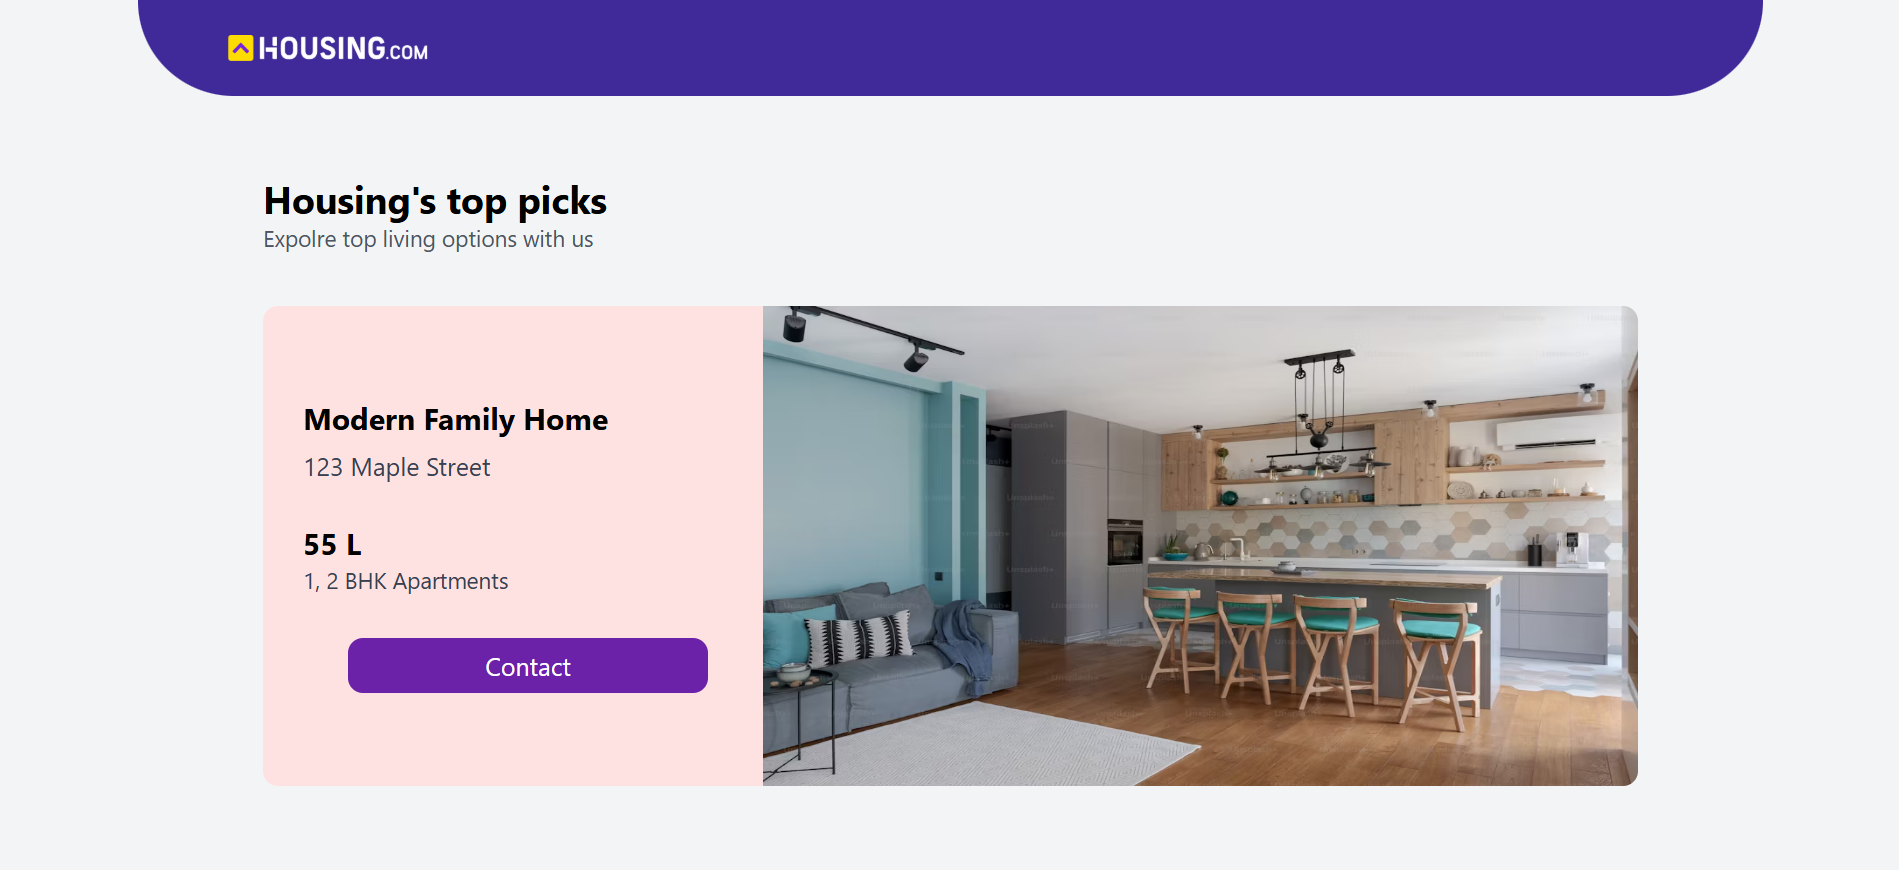 HOUSING.COM
Housing's top picks
Expolre top living options with us
Modern Family Home
123 Maple Street
55 L
1, 2 BHK Apartments
Contact